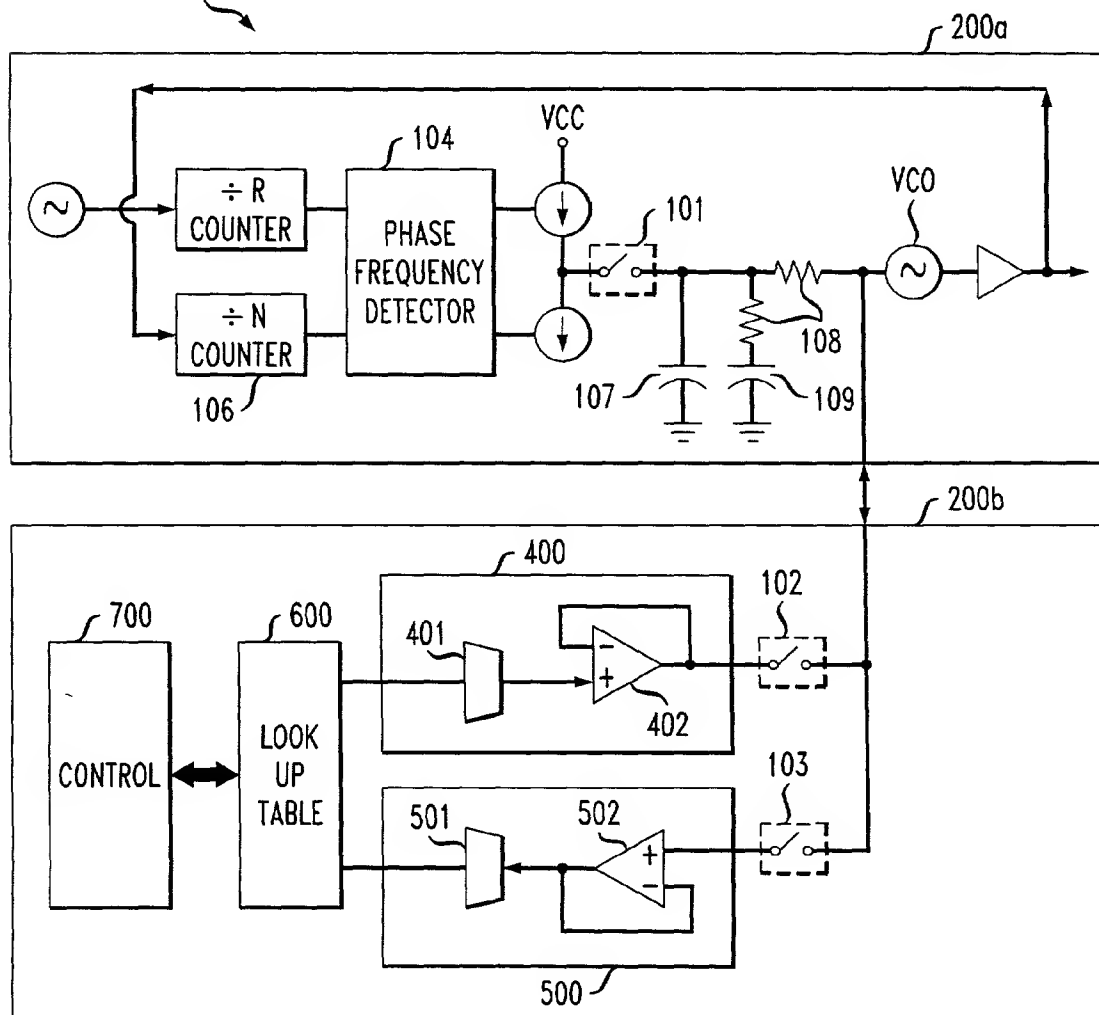 200a
VCC
104
÷ R
COUNTER
VCO
101
PHASE
FREQUENCY
DETECTOR
÷ N
COUNTER
108
107
109
106
200b
400
102
700
600
401
402
LOOK
UP
TABLE
CONTROL
103
501
502
500